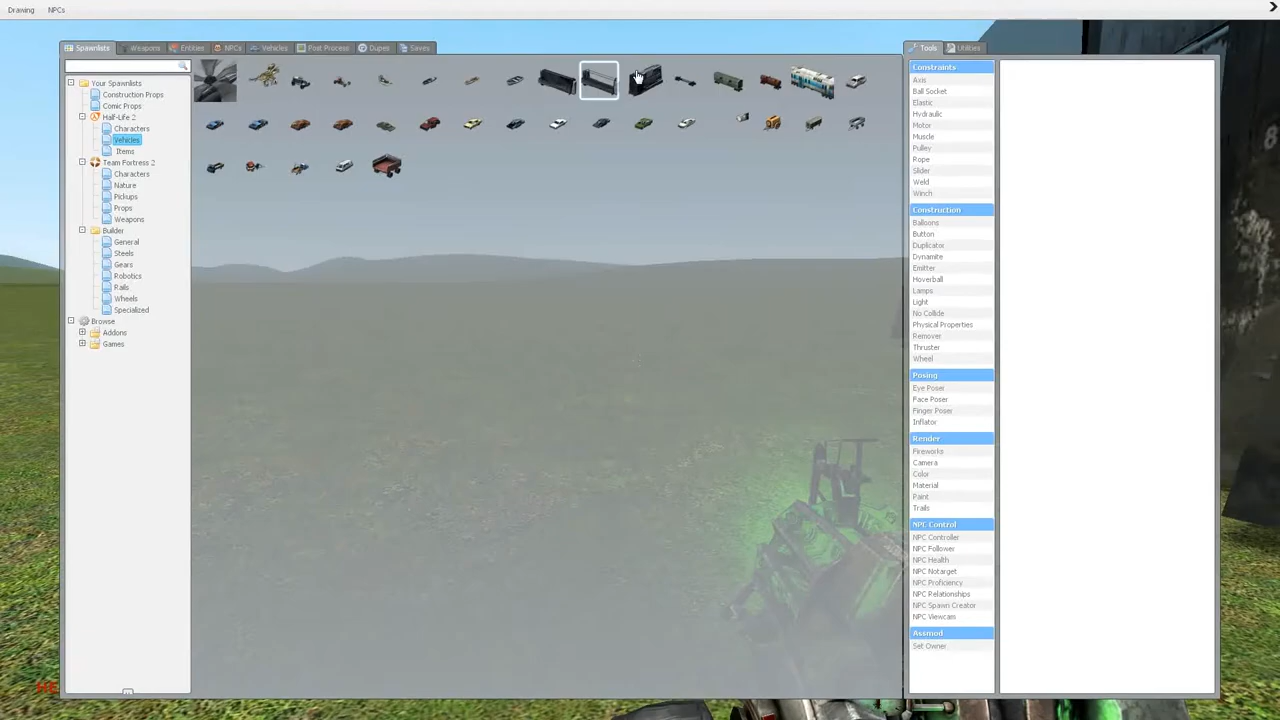 Drawing NPCs
Spawnlists Weapons Entities NPCs Vehicles Post Process Dupes Saves
Tools Utilities
Your Spawnlists
Construction Props
Comic Props
Half-Life 2
Characters
Vehicles
Items
Team Fortress 2
Characters
Nature
Pickups
Props
Weapons
Builder
General
Steels
Gears
Robotics
Rails
Wheels
Specialized
Browse
Addons
Games
Constraints
Axis
Ball Socket
Elastic
Hydraulic
Motor
Muscle
Pulley
Rope
Slider
Weld
Winch
Construction
Balloons
Button
Duplicator
Dynamite
Emitter
Hoverball
Lamps
Light
No Collide
Physical Properties
Remover
Thruster
Wheel
Posing
Eye Poser
Face Poser
Finger Poser
Inflator
Render
Fireworks
Camera
Color
Material
Paint
Trails
NPC Control
NPC Controller
NPC Follower
NPC Health
NPC Notarget
NPC Proficiency
NPC Relationships
NPC Spawn Creator
NPC Viewcam
Assmod
Set Owner